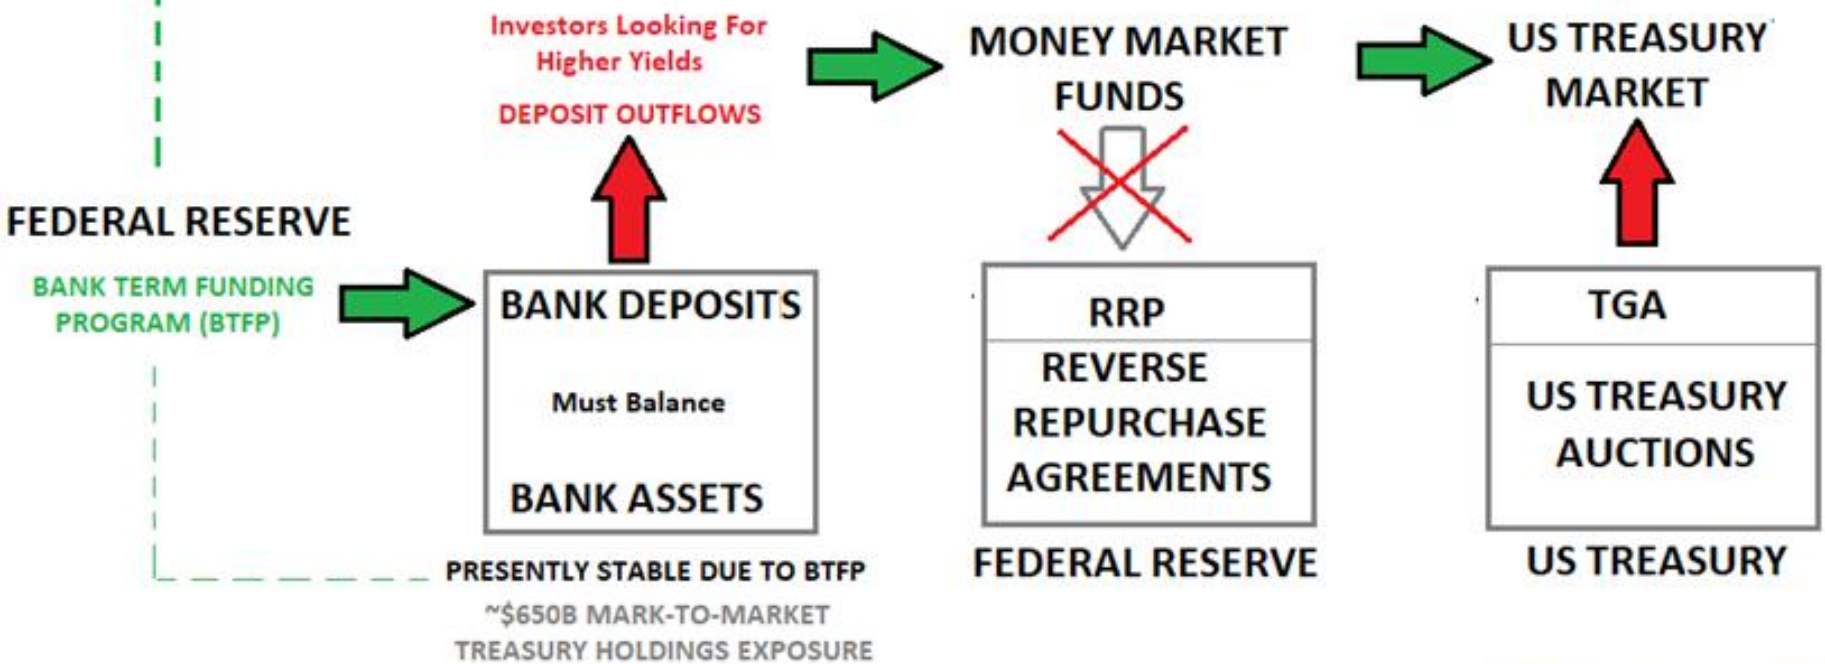 Investors Looking For
Higher Yields
DEPOSIT OUTFLOWS
MONEY MARKET
FUNDS
US TREASURY
MARKET
FEDERAL RESERVE
BANK TERM FUNDING
PROGRAM (BTFP)
BANK DEPOSITS
Must Balance
BANK ASSETS
PRESENTLY STABLE DUE TO BTFP
~$650B MARK-TO-MARKET
TREASURY HOLDINGS EXPOSURE
RRP
REVERSE
REPURCHASE
AGREEMENTS
FEDERAL RESERVE
TGA
US TREASURY
AUCTIONS
US TREASURY